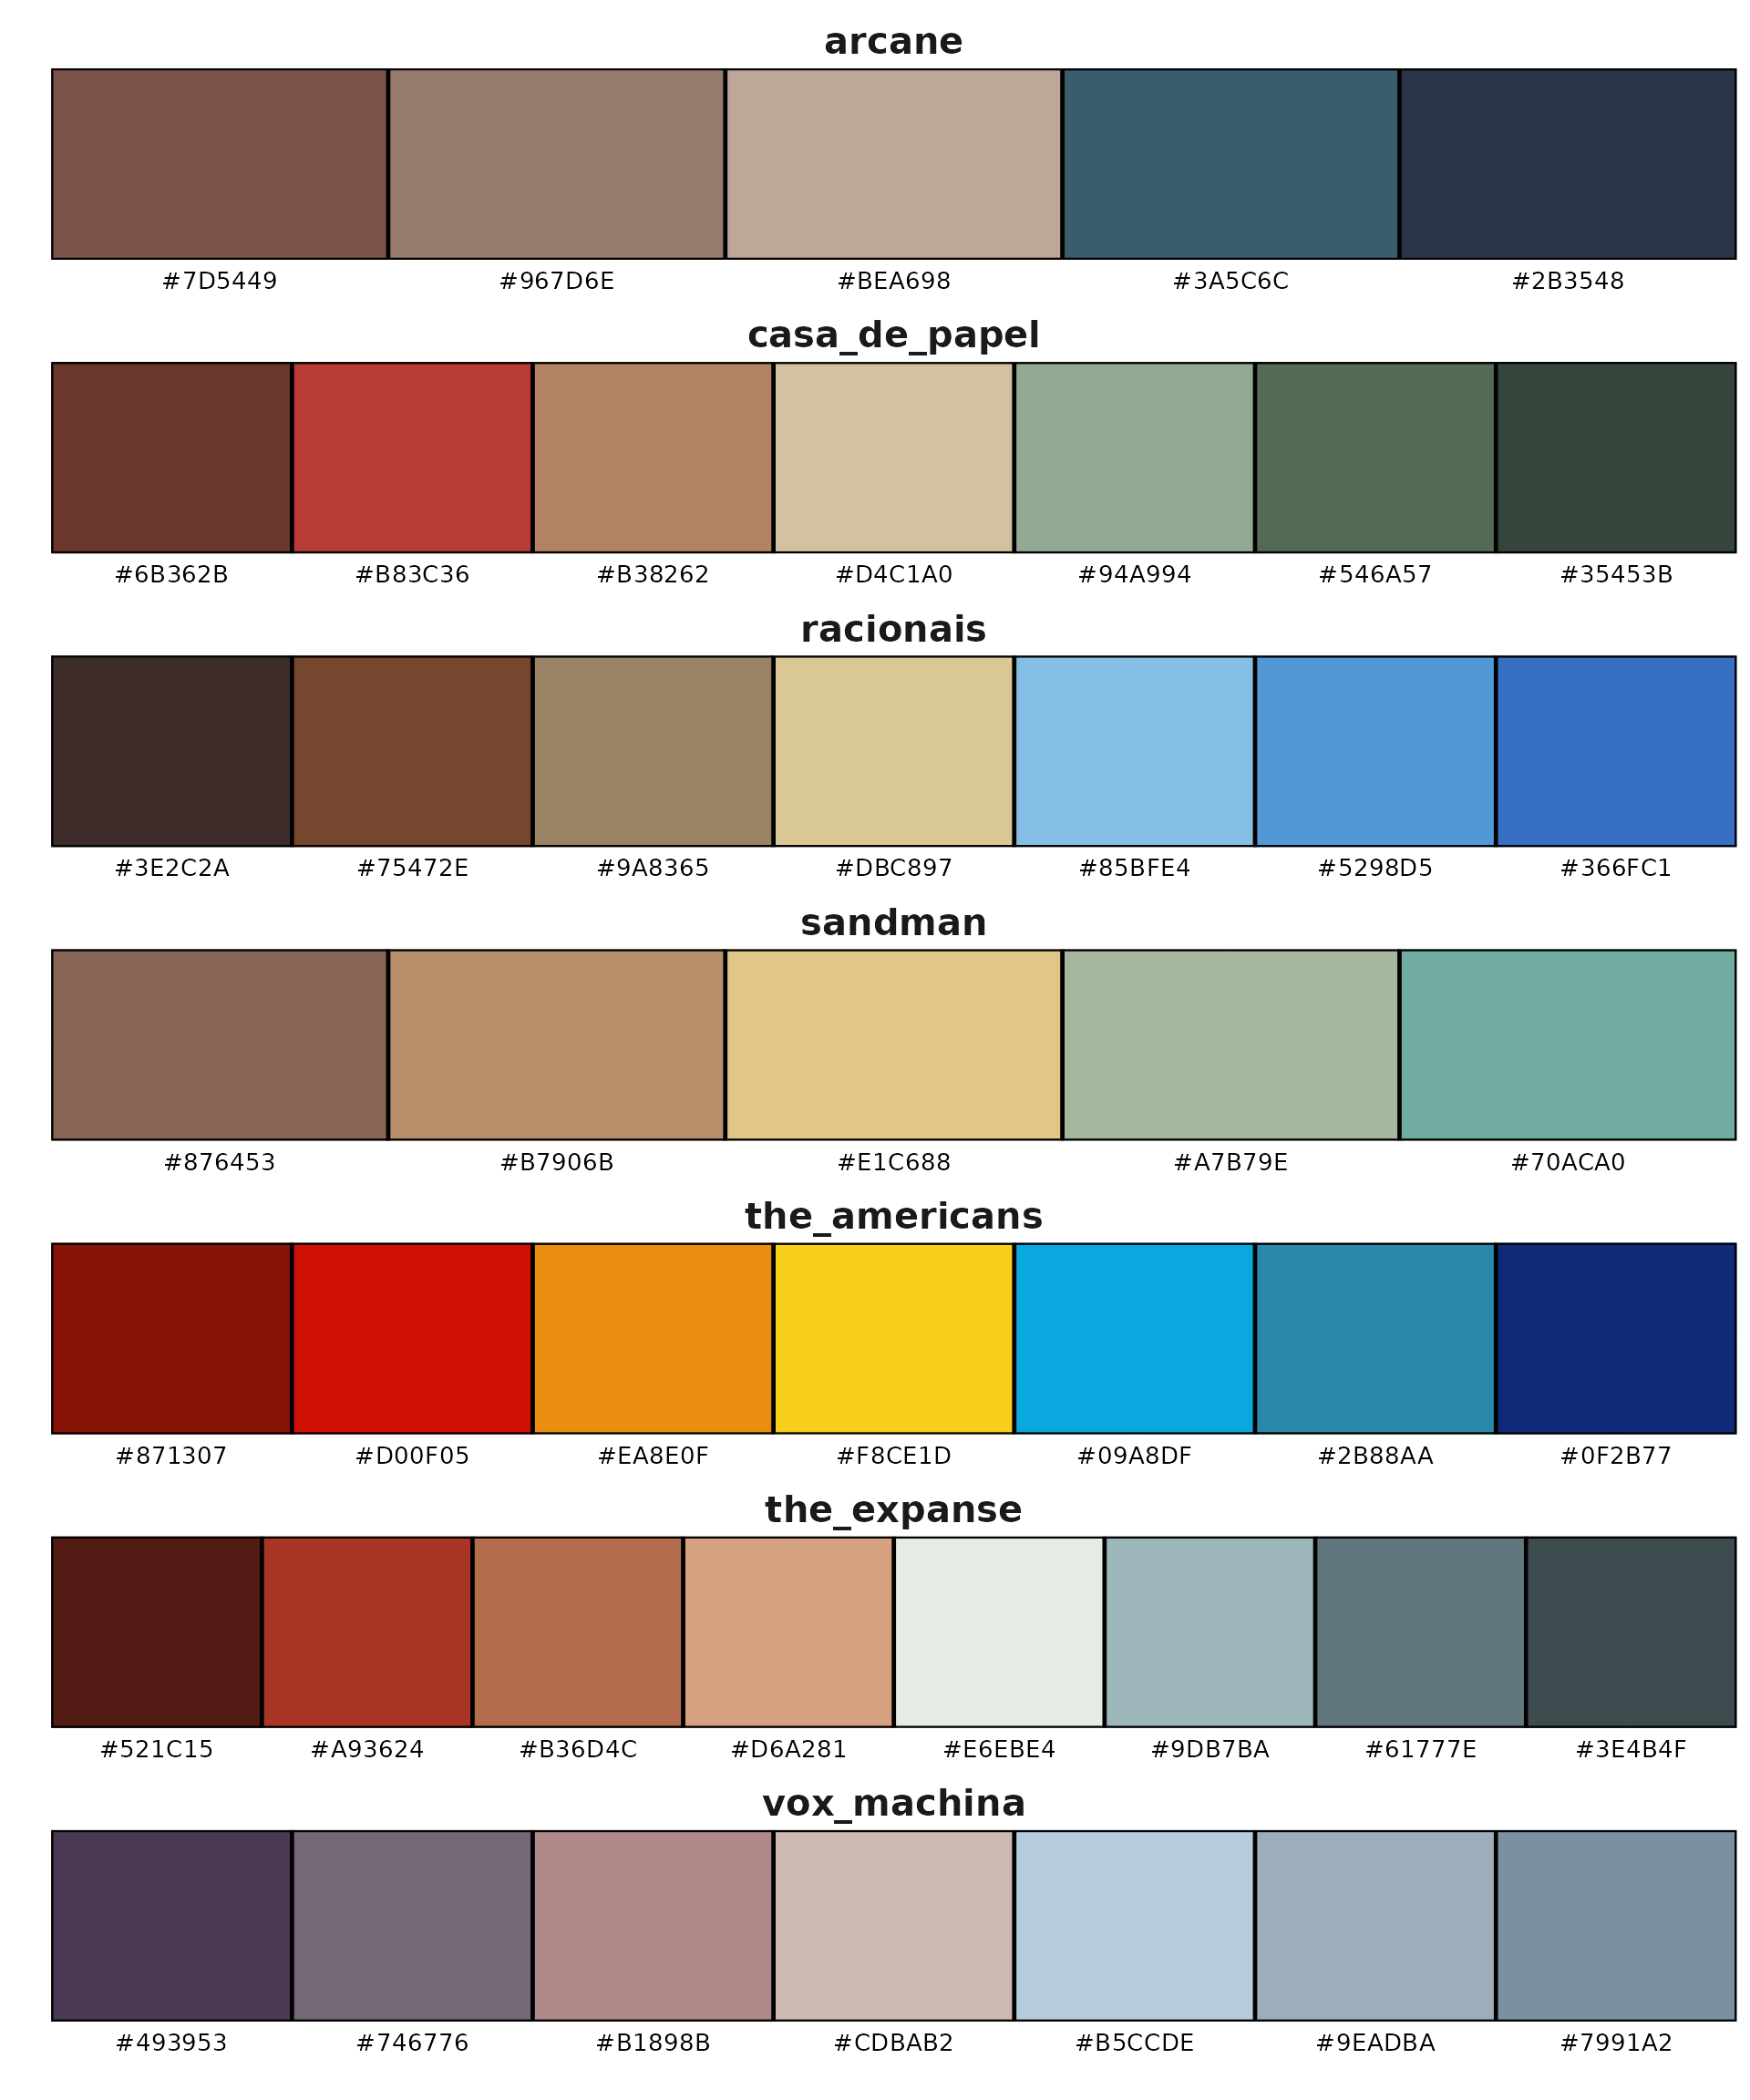 arcane
#7D5449 #967D6E #BEA698 #3A5C6C #2B3548
casa_de_papel
#6B362B #B83C36 #B38262 #D4C1A0 #94A994 #546A57 #35453B
racionais
#3E2C2A #75472E #9A8365 #DBC897 #85BFE4 #5298D5 #366FC1
sandman
#876453 #B7906B #E1C688 #A7B79E #70ACA0
the_americans
#871307 #D00F05 #EA8E0F #F8CE1D #09A8DF #2B88AA #0F2B77
the_expanse
#521C15 #A93624 #B36D4C #D6A281 #E6EBE4 #9DB7BA #61777E #3E4B4F
vox_machina
#493953 #746776 #B1898B #CDBAB2 #B5CCDE #9EADBA #7991A2